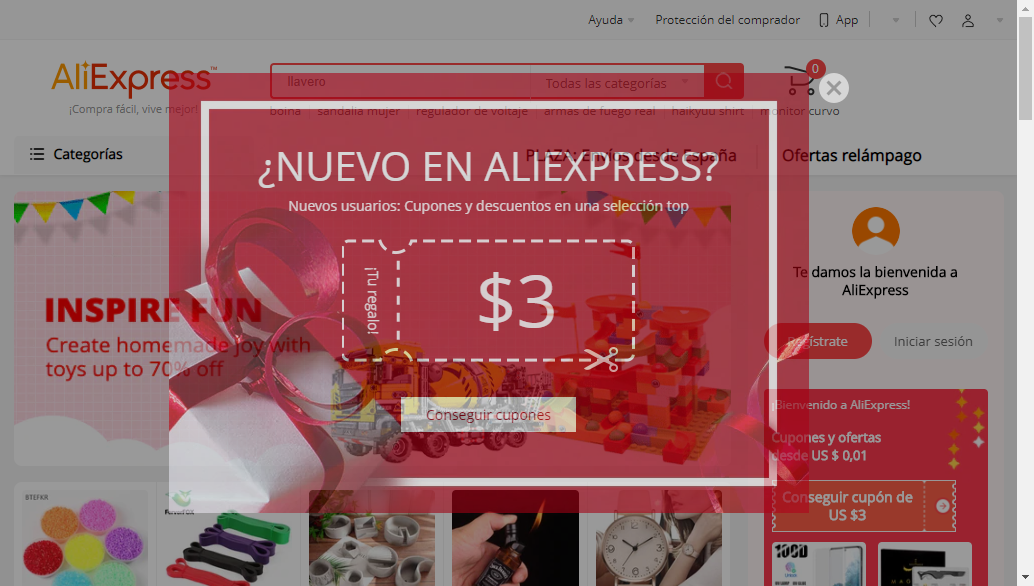 Ayuda
Protección del comprador
App
AliExpress™
¡Compra fácil, vive mejor!
llavero
Todas las categorías
0
boina sandalia mujer regulador de voltaje armas de fuego real haikyuu shirt monitor curvo
Categorías
PLAZA: Envíos desde España
Ofertas relámpago
¿NUEVO EN ALIEXPRESS?
Nuevos usuarios: Cupones y descuentos en una selección top
¡Tu regalo!
$3
Conseguir cupones
INSPIRE FUN
Create homemade joy with
toys up to 70% off
Te damos la bienvenida a
AliExpress
Regístrate
Iniciar sesión
¡Bienvenido a AliExpress!
Cupones y ofertas
desde US $ 0,01
Conseguir cupón de
US $3
BTEFKR